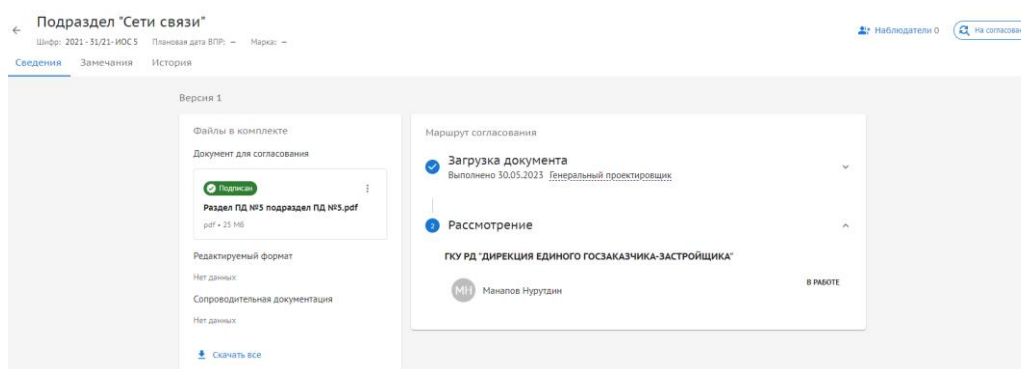 Подраздел "Сети связи"
Шифр: 2021 - 31/21- ИОС 5 Плановая дата ВПР: — Марка: —
Наблюдатели 0
На согласован
Сведения Замечания История
Версия 1
Файлы в комплекте
Документ для согласования
Подписан
Раздел ПД №5 подраздел ПД №5.pdf
pdf • 25 МБ
Редактируемый формат
Нет данных
Сопроводительная документация
Нет данных
Скачать все
Маршрут согласования
Загрузка документа
Выполнено 30.05.2023 Генеральный проектировщик
2 Рассмотрение
ГКУ РД "ДИРЕКЦИЯ ЕДИНОГО ГОСЗАКАЗЧИКА-ЗАСТРОЙЩИКА"
МН Манапов Нурутдин
В РАБОТЕ